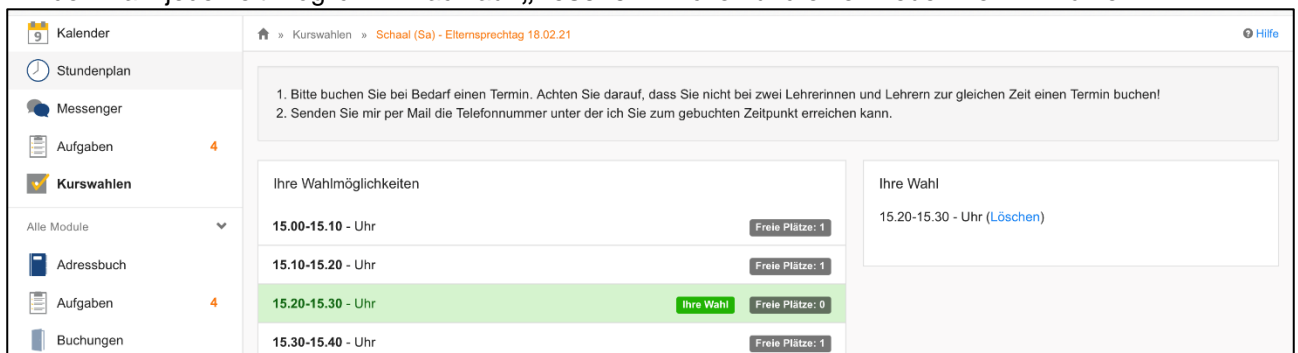 Kalender
Stundenplan
Messenger
Aufgaben 4
Kurswahlen
Alle Module
Adressbuch
Aufgaben 4
Buchungen
» Kurswahlen » Schaal (Sa) - Elternsprechtag 18.02.21
Hilfe
1. Bitte buchen Sie bei Bedarf einen Termin. Achten Sie darauf, dass Sie nicht bei zwei Lehrerinnen und Lehrern zur gleichen Zeit einen Termin buchen!
2. Senden Sie mir per Mail die Telefonnummer unter der ich Sie zum gebuchten Zeitpunkt erreichen kann.
Ihre Wahlmöglichkeiten
15.00-15.10 - Uhr Freie Plätze: 1
15.10-15.20 - Uhr Freie Plätze: 1
15.20-15.30 - Uhr Ihre Wahl Freie Plätze: 0
15.30-15.40 - Uhr Freie Plätze: 1
Ihre Wahl
15.20-15.30 - Uhr (Löschen)